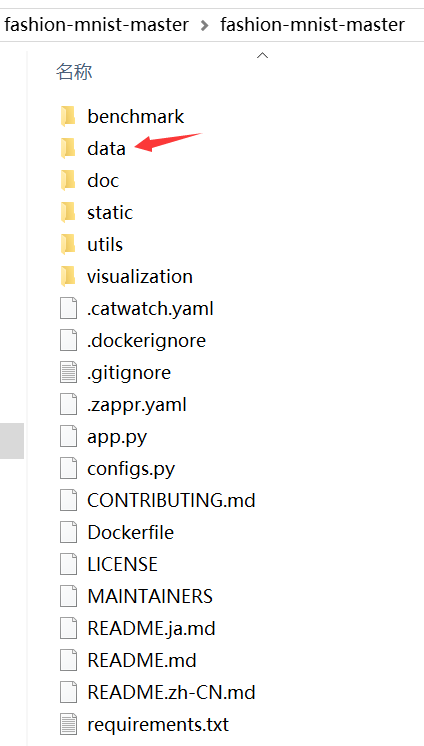 fashion-mnist-master > fashion-mnist-master
名称
benchmark
data
doc
static
utils
visualization
.catwatch.yaml
.dockerignore
.gitignore
.zappr.yaml
app.py
configs.py
CONTRIBUTING.md
Dockerfile
LICENSE
MAINTAINERS
README.ja.md
README.md
README.zh-CN.md
requirements.txt